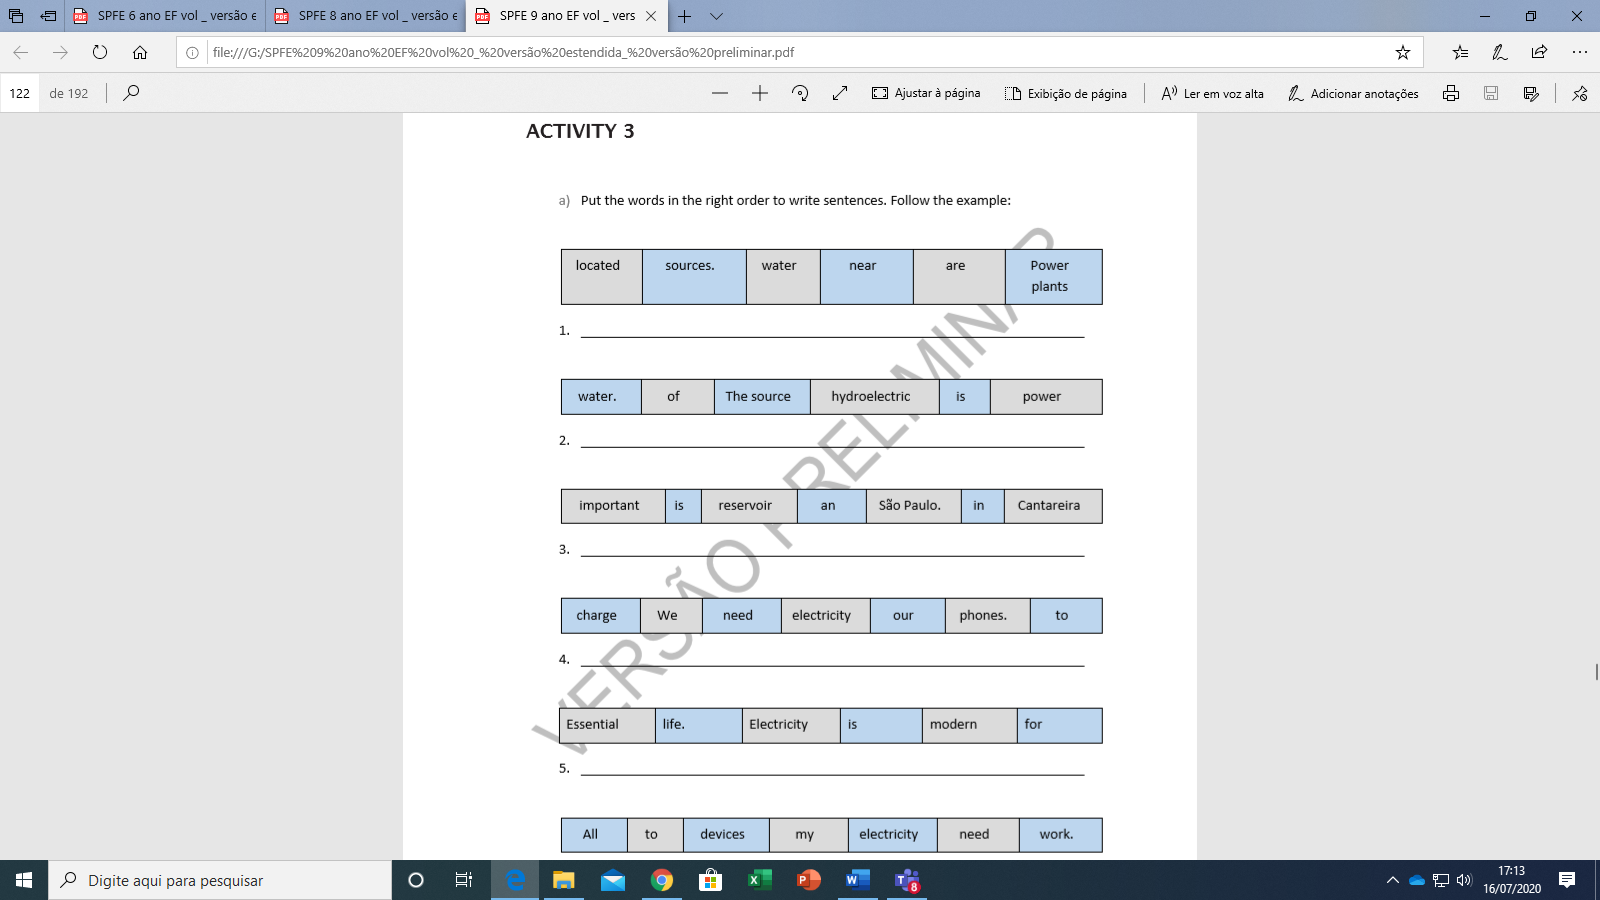 SPFE 6 ano EF vol _ versão e
SPFE 8 ano EF vol _ versão e
SPFE 9 ano EF vol _ vers
file:///G:/SPFE%209%20ano%20EF%20vol%20_%20versão%20estendida_%20versão%20preliminar.pdf
122 de 192
Ajustar à página
Exibição de página
Ler em voz alta
Adicionar anotações
ACTIVITY 3
a) Put the words in the right order to write sentences. Follow the example:
located sources. water near are Power
plants
1.
water. of The source hydroelectric is power
2.
important is reservoir an São Paulo. in Cantareira
3.
charge We need electricity our phones. to
4.
Essential life. Electricity is modern for
5.
All to devices my electricity need work.
VERSÃO PRELIMINAR
Digite aqui para pesquisar
8
17:13
16/07/2020